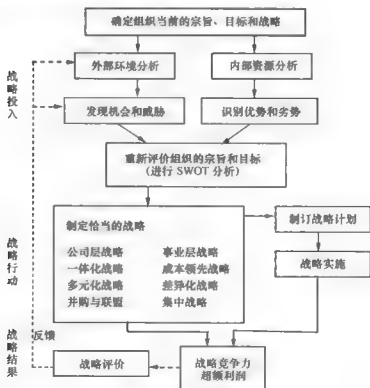 确定组织当前的宗旨、目标和战略
外部环境分析
内部资源分析
战略投入
发现机会和威胁
识别优势和劣势
重新评价组织的宗旨和目标
(进行 SWOT 分析)
制定恰当的战略
制订战略计划
公司层战略 事业层战略
一体化战略 成本领先战略
多元化战略 差异化战略
并购与联盟 集中战略
战略实施
战略行动
反馈
战略结果
战略评价
战略竞争力
超额利润